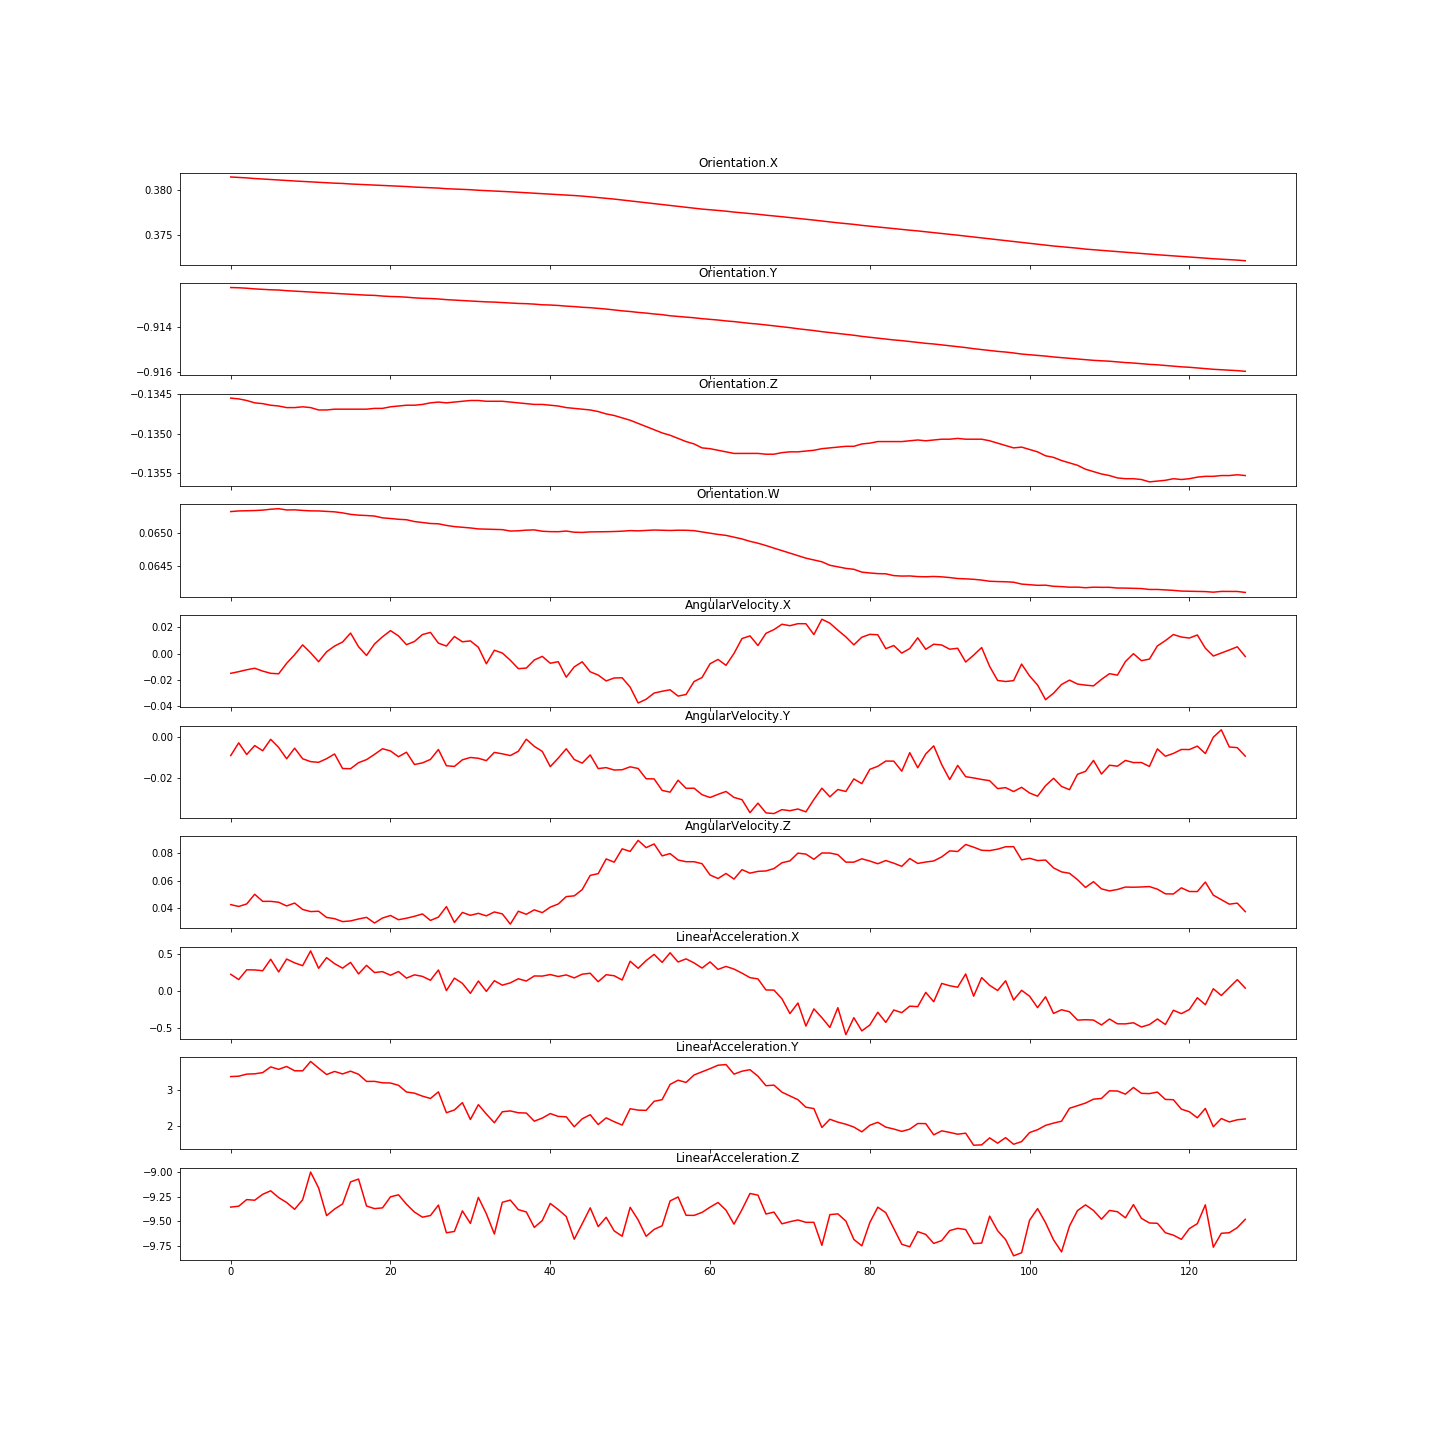 Orientation.X
0.380
0.375
Orientation.Y
−0.914
−0.916
Orientation.Z
−0.1345
−0.1350
−0.1355
Orientation.W
0.0650
0.0645
AngularVelocity.X
0.02
0.00
−0.02
−0.04
AngularVelocity.Y
0.00
−0.02
AngularVelocity.Z
0.08
0.06
0.04
LinearAcceleration.X
0.5
0.0
−0.5
LinearAcceleration.Y
3
2
LinearAcceleration.Z
−9.00
−9.25
−9.50
−9.75
0 20 40 60 80 100 120